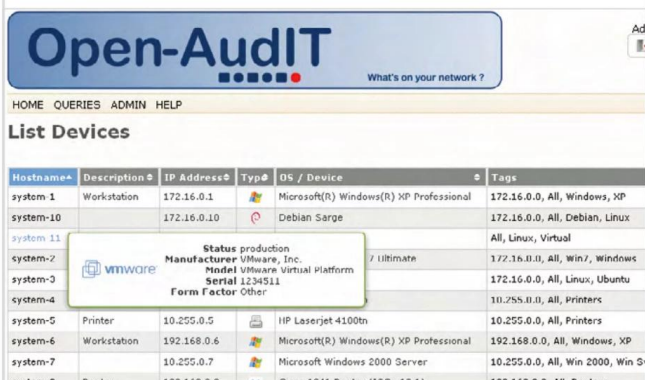 Ad
Open-AudIT
What's on your network ?
HOME QUERIES ADMIN HELP
List Devices
Hostname Description IP Address Type OS / Device Tags
system-1 Workstation 172.16.0.1 Microsoft(R) Windows(R) XP Professional 172.16.0.0, All, Windows, XP
system-10 172.16.0.10 Debian Sarge 172.16.0.0, All, Debian, Linux
system-11 All, Linux, Virtual
system-2 7 Ultimate 172.16.0.0, All, Win7, Windows
system-3 172.16.0.0, All, Linux, Ubuntu
system-4 10.255.0.0, All, Printers
vmware
Status production
Manufacturer VMware, Inc.
Model VMware Virtual Platform
Serial 1234511
Form Factor Other
system-5 Printer 10.255.0.5 HP Laserjet 4100tn 10.255.0.0, All, Printers
system-6 Workstation 192.168.0.6 Microsoft(R) Windows(R) XP Professional 192.168.0.0, All, Windows, XP
system-7 10.255.0.7 Microsoft Windows 2000 Server 10.255.0.0, All, Win 2000, Win S